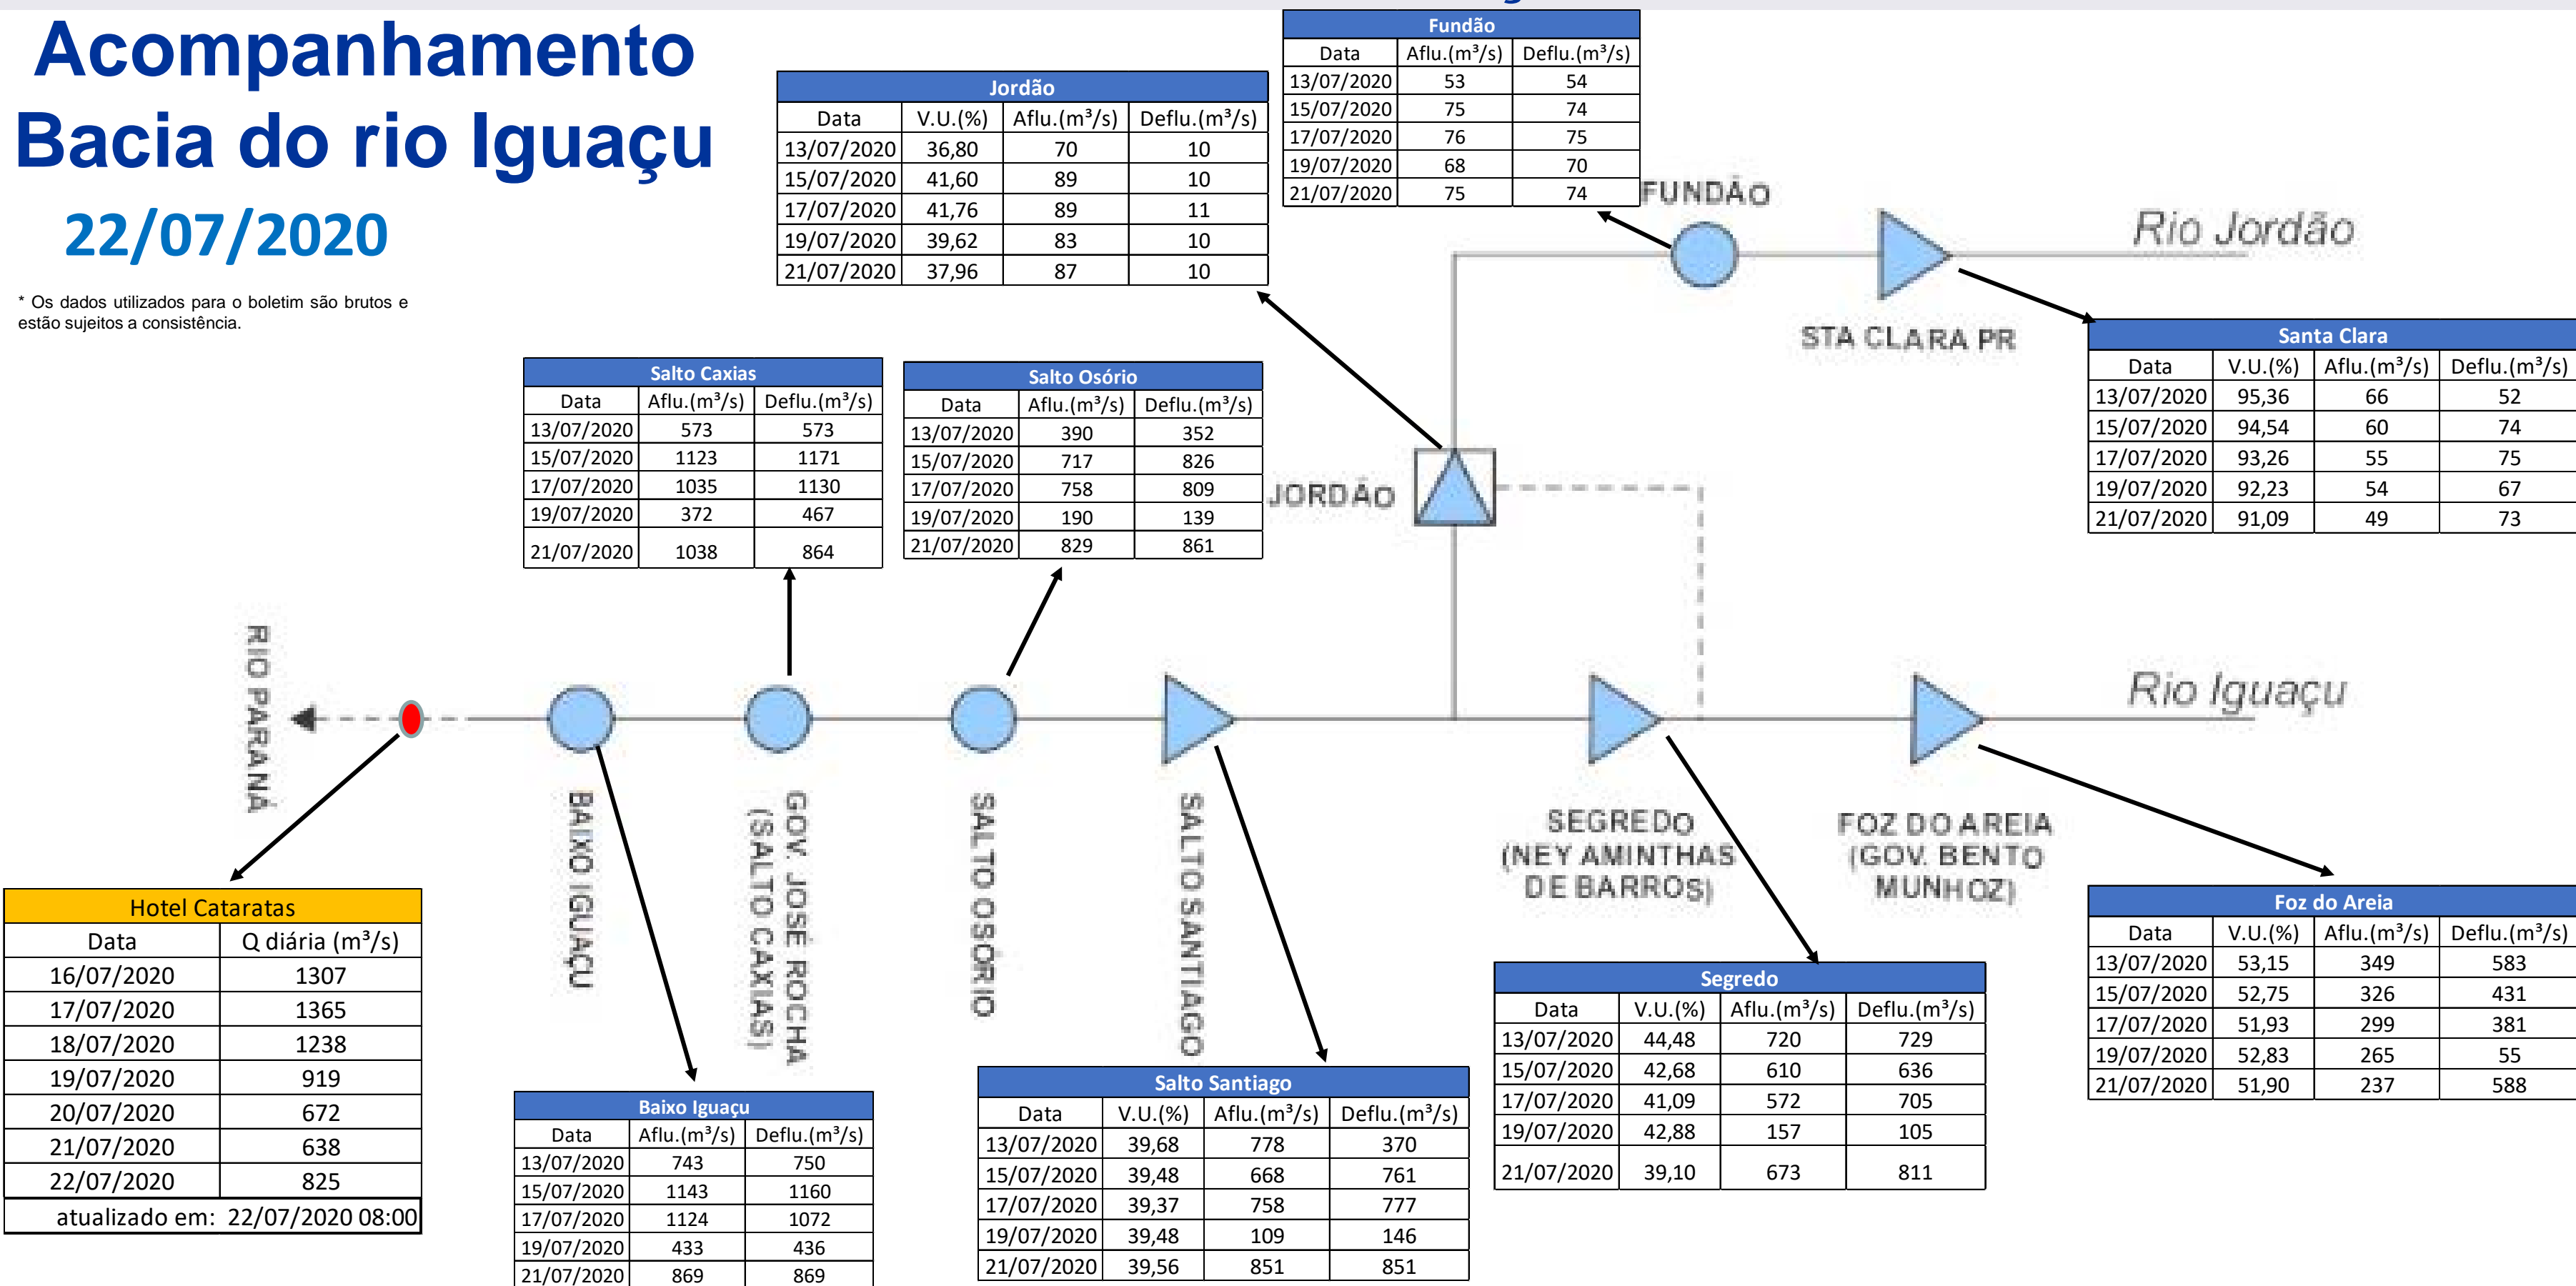 Acompanhamento
Bacia do rio Iguaçu
22/07/2020
* Os dados utilizados para o boletim são brutos e
estão sujeitos a consistência.
Jordão
Data V.U.(%) Aflu.(m³/s) Deflu.(m³/s)
13/07/2020 36,80 70 10
15/07/2020 41,60 89 10
17/07/2020 41,76 89 11
19/07/2020 39,62 83 10
21/07/2020 37,96 87 10
Fundão
Data Aflu.(m³/s) Deflu.(m³/s)
13/07/2020 53 54
15/07/2020 75 74
17/07/2020 76 75
19/07/2020 68 70
21/07/2020 75 74
FUNDÃO
Rio Jordão
STA CLARA PR
Santa Clara
Data V.U.(%) Aflu.(m³/s) Deflu.(m³/s)
13/07/2020 95,36 66 52
15/07/2020 94,54 60 74
17/07/2020 93,26 55 75
19/07/2020 92,23 54 67
21/07/2020 91,09 49 73
Salto Caxias
Data Aflu.(m³/s) Deflu.(m³/s)
13/07/2020 573 573
15/07/2020 1123 1171
17/07/2020 1035 1130
19/07/2020 372 467
21/07/2020 1038 864
Salto Osório
Data Aflu.(m³/s) Deflu.(m³/s)
13/07/2020 390 352
15/07/2020 717 826
17/07/2020 758 809
19/07/2020 190 139
21/07/2020 829 861
JORDÃO
RIO PARANÁ
Rio Iguaçu
BAIXO IGUAÇU
GOV. JOSÉ ROCHA
(SALTO CAXIAS)
SALTO OSÓRIO
SALTO SANTIAGO
SEGREDO
(NEY AMINTHAS
DE BARROS)
FOZ DO AREIA
(GOV. BENTO
MUNHOZ)
Hotel Cataratas
Data Q diária (m³/s)
16/07/2020 1307
17/07/2020 1365
18/07/2020 1238
19/07/2020 919
20/07/2020 672
21/07/2020 638
22/07/2020 825
atualizado em: 22/07/2020 08:00
Baixo Iguaçu
Data Aflu.(m³/s) Deflu.(m³/s)
13/07/2020 743 750
15/07/2020 1143 1160
17/07/2020 1124 1072
19/07/2020 433 436
21/07/2020 869 869
Salto Santiago
Data V.U.(%) Aflu.(m³/s) Deflu.(m³/s)
13/07/2020 39,68 778 370
15/07/2020 39,48 668 761
17/07/2020 39,37 758 777
19/07/2020 39,48 109 146
21/07/2020 39,56 851 851
Segredo
Data V.U.(%) Aflu.(m³/s) Deflu.(m³/s)
13/07/2020 44,48 720 729
15/07/2020 42,68 610 636
17/07/2020 41,09 572 705
19/07/2020 42,88 157 105
21/07/2020 39,10 673 811
Foz do Areia
Data V.U.(%) Aflu.(m³/s) Deflu.(m³/s)
13/07/2020 53,15 349 583
15/07/2020 52,75 326 431
17/07/2020 51,93 299 381
19/07/2020 52,83 265 55
21/07/2020 51,90 237 588